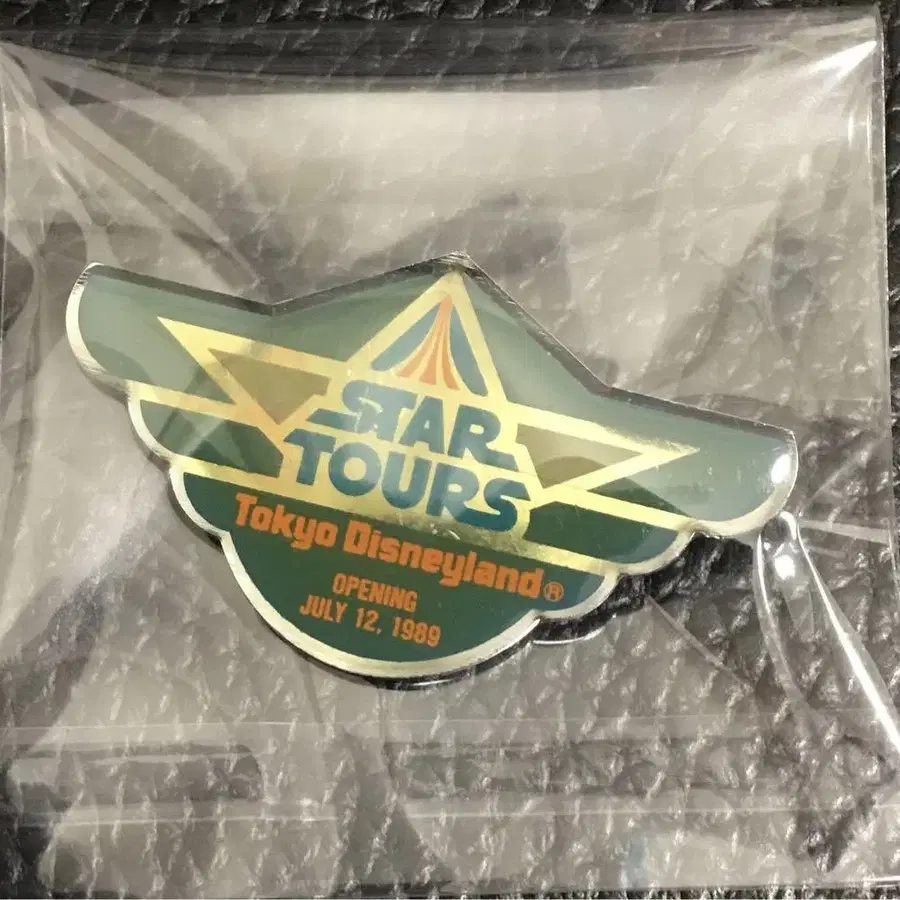 STAR
TOURS
Tokyo Disneyland®
OPENING
JULY 12, 1989